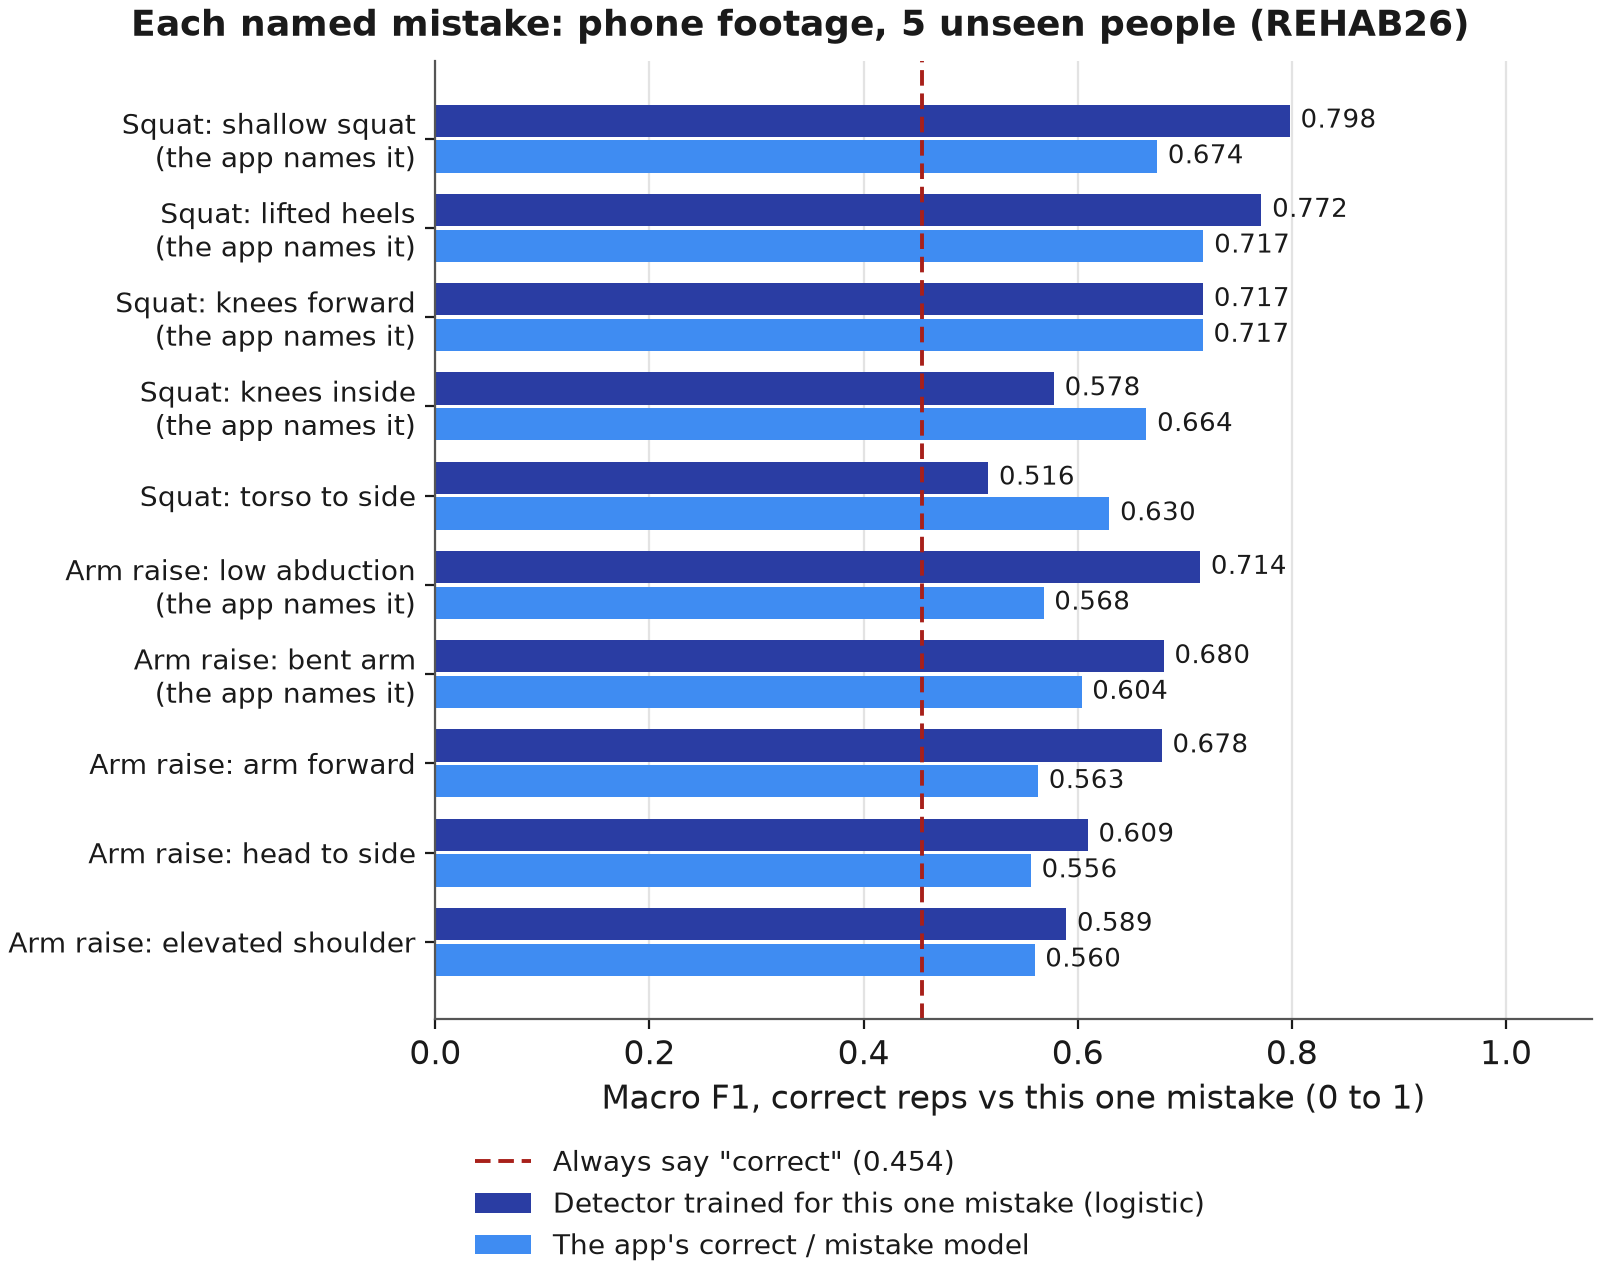 Each named mistake: phone footage, 5 unseen people (REHAB26)
Squat: shallow squat
(the app names it)
0.798
0.674
Squat: lifted heels
(the app names it)
0.772
0.717
Squat: knees forward
(the app names it)
0.717
0.717
Squat: knees inside
(the app names it)
0.578
0.664
Squat: torso to side
0.516
0.630
Arm raise: low abduction
(the app names it)
0.714
0.568
Arm raise: bent arm
(the app names it)
0.680
0.604
Arm raise: arm forward
0.678
0.563
Arm raise: head to side
0.609
0.556
Arm raise: elevated shoulder
0.589
0.560
0.0 0.2 0.4 0.6 0.8 1.0
Macro F1, correct reps vs this one mistake (0 to 1)
Always say "correct" (0.454)
Detector trained for this one mistake (logistic)
The app's correct / mistake model